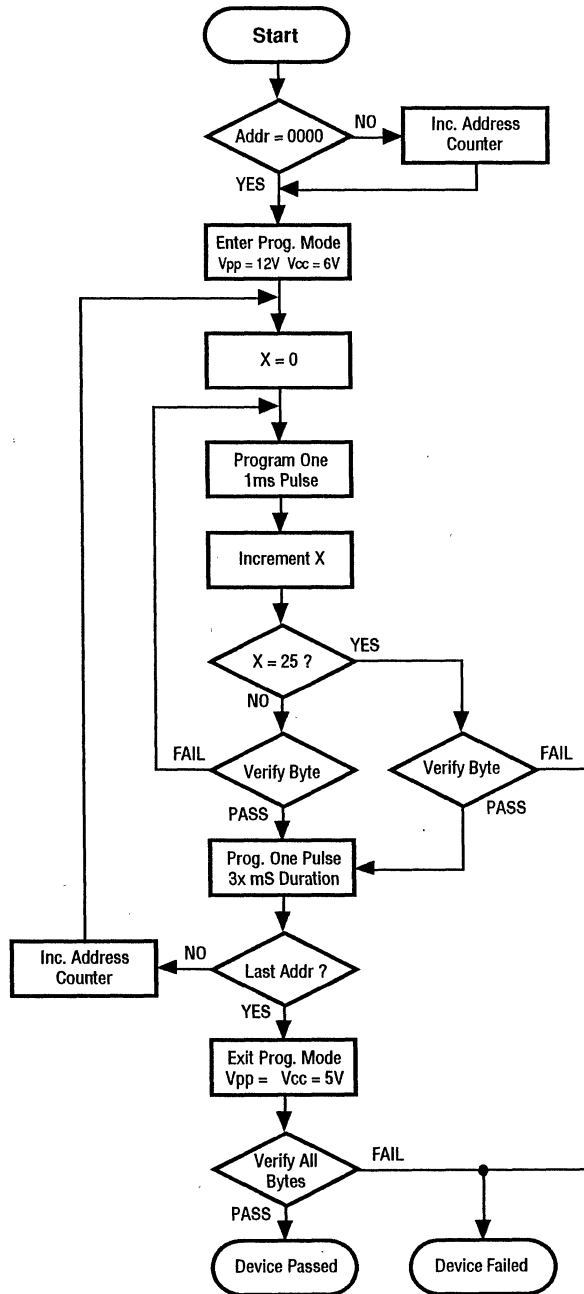 Start
Addr = 0000
NO
Inc. Address
Counter
YES
Enter Prog. Mode
Vpp = 12V Vcc = 6V
X = 0
Program One
1ms Pulse
Increment X
X = 25 ?
YES
NO
Verify Byte
FAIL
Verify Byte
FAIL
PASS
PASS
Prog. One Pulse
3x mS Duration
Last Addr ?
NO
Inc. Address
Counter
YES
Exit Prog. Mode
Vpp = Vcc = 5V
Verify All
Bytes
FAIL
PASS
Device Passed
Device Failed